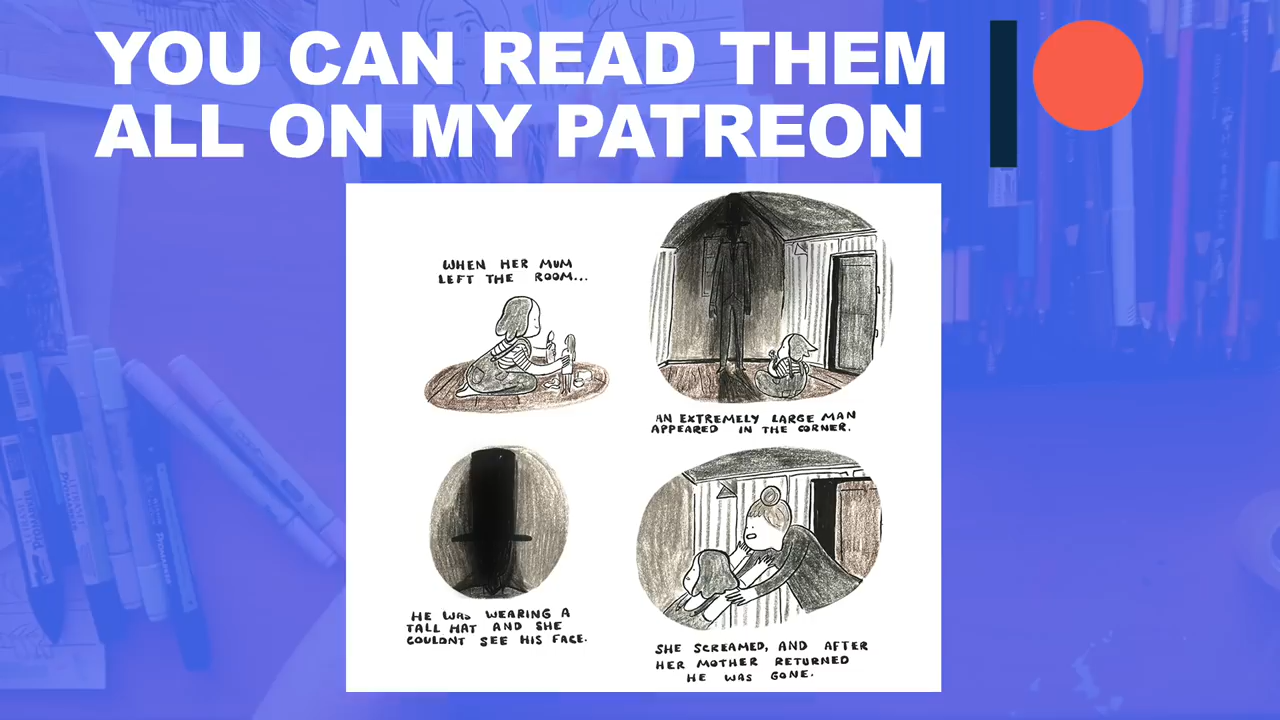 YOU CAN READ THEM
ALL ON MY PATREON
WHEN HER MUM
LEFT THE ROOM...
AN EXTREMELY LARGE MAN
APPEARED IN THE CORNER.
HE WAS WEARING A
TALL HAT AND SHE
COULDNT SEE HIS FACE.
SHE SCREAMED, AND AFTER
HER MOTHER RETURNED
HE WAS GONE.